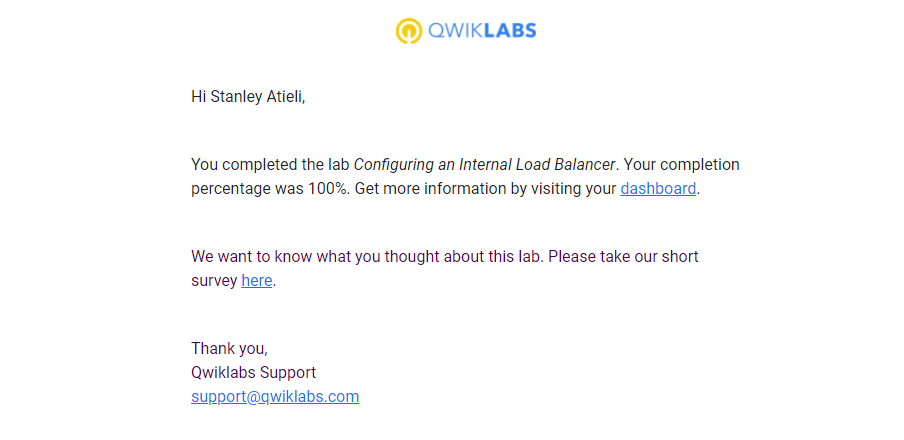 QWIKLABS
Hi Stanley Atieli,
You completed the lab Configuring an Internal Load Balancer. Your completion
percentage was 100%. Get more information by visiting your dashboard.
We want to know what you thought about this lab. Please take our short
survey here.
Thank you,
Qwiklabs Support
support@qwiklabs.com